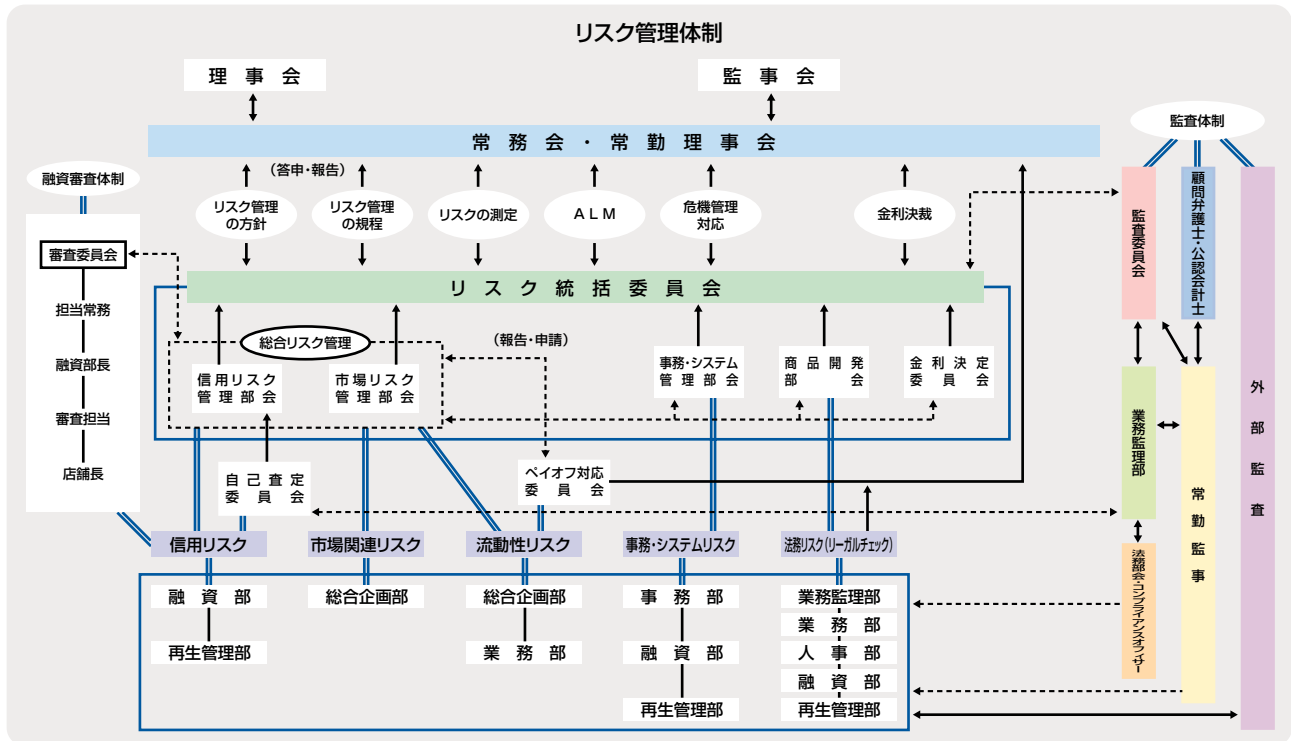 リスク管理体制
理事会
監事会
常務会・常勤理事会
監査体制
融資審査体制
(答申・報告)
リスク管理
の方針
リスク管理
の規程
リスクの測定
ALM
危機管理
対応
金利決裁
審査委員会
担当常務
融資部長
審査担当
店舗長
リスク統括委員会
総合リスク管理
(報告・申請)
信用リスク
管理部会
市場リスク
管理部会
事務・システム
管理部会
商品開発
部会
金利決定
委員会
自己査定
委員会
ペイオフ対応
委員会
信用リスク
市場関連リスク
流動性リスク
事務・システムリスク
法務リスク(リーガルチェック)
融資部
再生管理部
総合企画部
総合企画部
業務部
事務部
融資部
再生管理部
業務監理部
業務部
人事部
融資部
再生管理部
監査委員会
顧問弁護士・公認会計士
業務監理部
法務部会・コンプライアンスオフィサー
常勤監事
外部監査